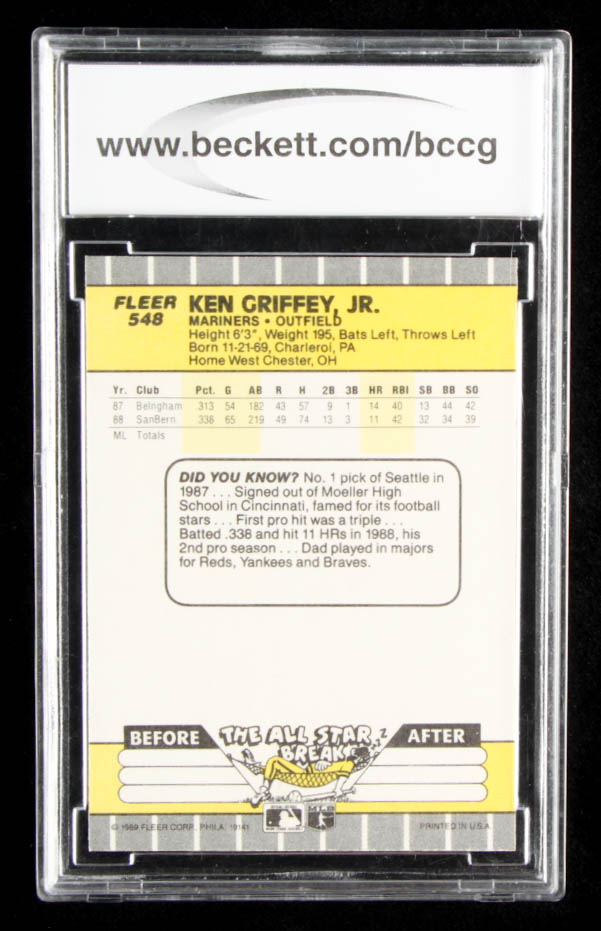 www.beckett.com/bccg
FLEER 548
KEN GRIFFEY, JR.
MARINERS • OUTFIELD
Height 6'3", Weight 195, Bats Left, Throws Left
Born 11-21-69, Charleroi, PA
Home West Chester, OH
Yr. Club Pct. G AB R H 2B 3B HR RBI SB BB SO
87 Belngham 313 54 182 43 57 9 1 14 40 13 44 42
88 SanBern 338 65 219 49 74 13 3 11 42 32 34 39
ML Totals
DID YOU KNOW? No. 1 pick of Seattle in
1987 . . . Signed out of Moeller High
School in Cincinnati, famed for its football
stars . . . First pro hit was a triple . . .
Batted .338 and hit 11 HRs in 1988, his
2nd pro season . . . Dad played in majors
for Reds, Yankees and Braves.
BEFORE
THE ALL STAR
BREAK
AFTER
© 1989 FLEER CORP., PHILA. 19141
PRINTED IN U.S.A.